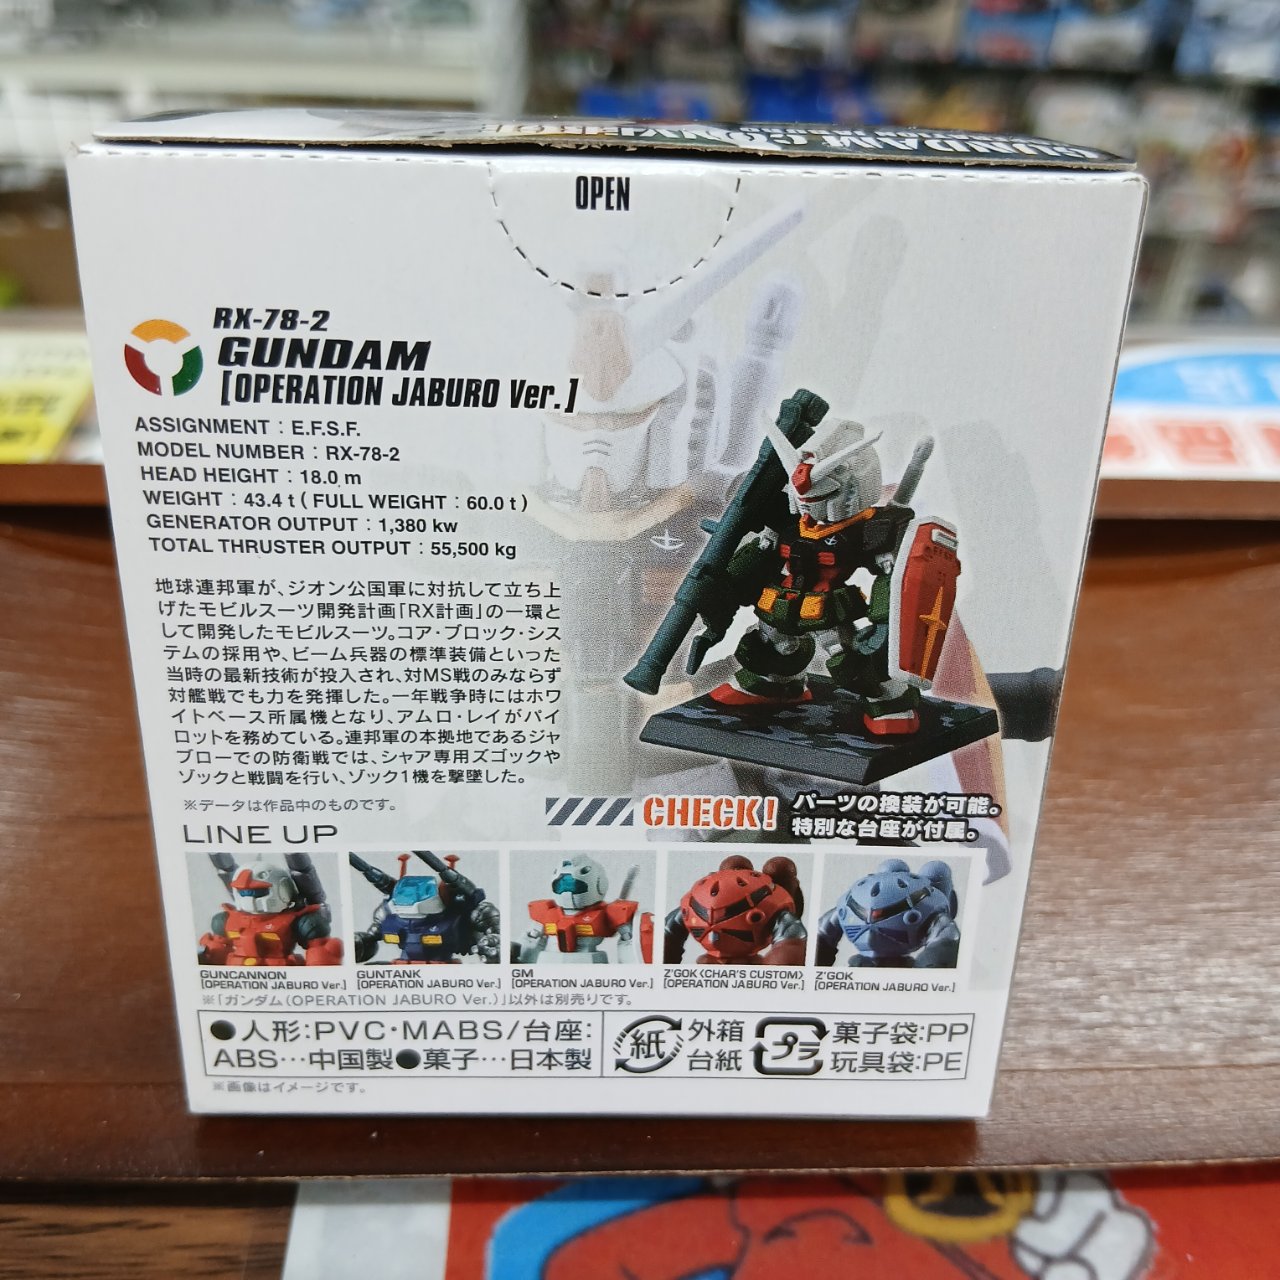 GUNDAM CONVERGE
OPEN
RX-78-2
GUNDAM
[OPERATION JABURO Ver.]
ASSIGNMENT : E.F.S.F.
MODEL NUMBER : RX-78-2
HEAD HEIGHT : 18.0 m
WEIGHT : 43.4 t ( FULL WEIGHT : 60.0 t )
GENERATOR OUTPUT : 1,380 kw
TOTAL THRUSTER OUTPUT : 55,500 kg
地球連邦軍が、ジオン公国軍に対抗して立ち上
げたモビルスーツ開発計画「RX計画」の一環と
して開発したモビルスーツ。コア・ブロック・シス
テムの採用や、ビーム兵器の標準装備といった
当時の最新技術が投入され、対MS戦のみならず
対艦戦でも力を発揮した。一年戦争時にはホワ
イトベース所属機となり、アムロ・レイがパイ
ロットを務めている。連邦軍の本拠地であるジャ
ブローでの防衛戦では、シャア専用ズゴックや
ゾックと戦闘を行い、ゾック1機を撃墜した。
※データは作品中のものです。
CHECK! パーツの換装が可能。
特別な台座が付属。
LINE UP
GUNCANNON
[OPERATION JABURO Ver.]
GUNTANK
[OPERATION JABURO Ver.]
GM
[OPERATION JABURO Ver.]
Z'GOK〈CHAR'S CUSTOM〉
[OPERATION JABURO Ver.]
Z'GOK
[OPERATION JABURO Ver.]
※「ガンダム(OPERATION JABURO Ver.)」以外は別売りです。
●人形:PVC・MABS/台座:
ABS…中国製●菓子…日本製
紙 外箱
台紙
プラ 菓子袋:PP
玩具袋:PE
※画像はイメージです。